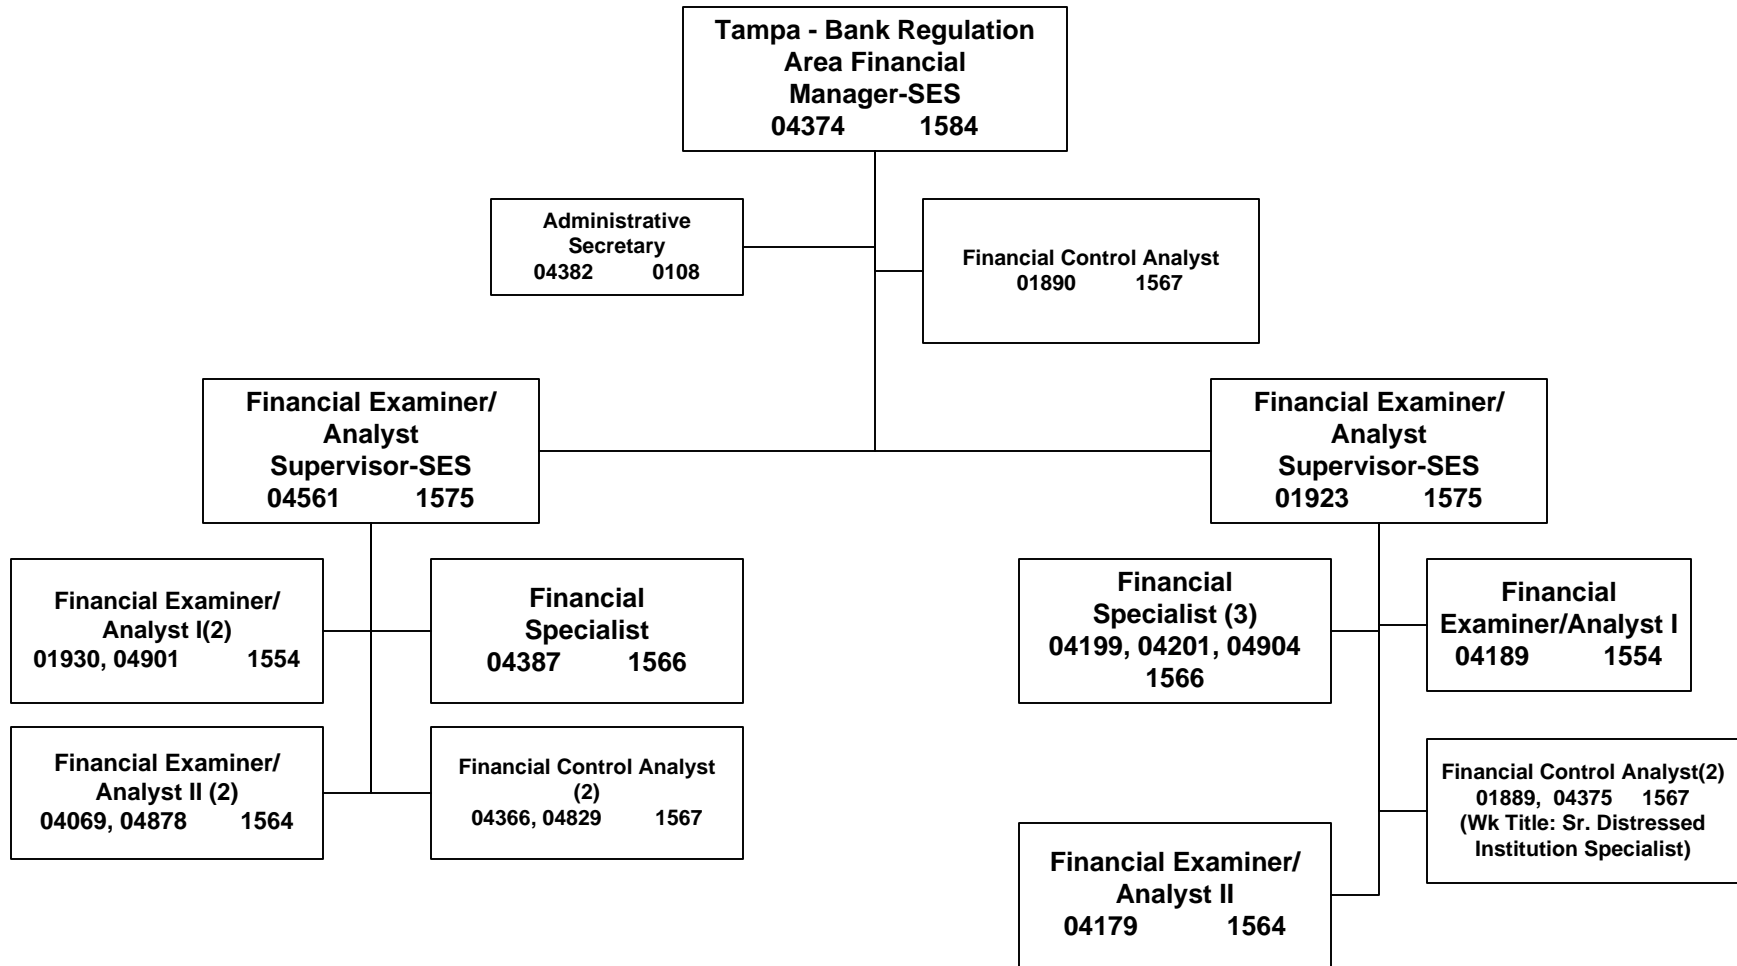 Tampa - Bank Regulation
Area Financial
Manager-SES
04374 1584
Administrative
Secretary
04382 0108
Financial Control Analyst
01890 1567
Financial Examiner/
Analyst
Supervisor-SES
04561 1575
Financial Examiner/
Analyst
Supervisor-SES
01923 1575
Financial Examiner/
Analyst I(2)
01930, 04901 1554
Financial
Specialist
04387 1566
Financial
Specialist (3)
04199, 04201, 04904
1566
Financial
Examiner/Analyst I
04189 1554
Financial Examiner/
Analyst II (2)
04069, 04878 1564
Financial Control Analyst
(2)
04366, 04829 1567
Financial Control Analyst(2)
01889, 04375 1567
(Wk Title: Sr. Distressed
Institution Specialist)
Financial Examiner/
Analyst II
04179 1564